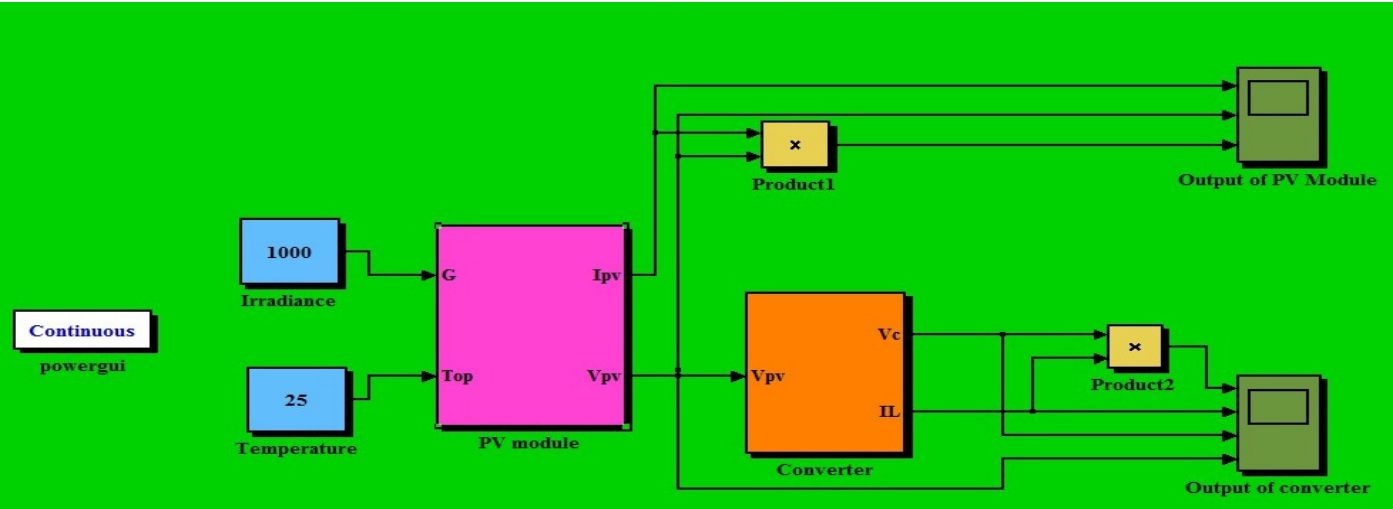 ×
Product1
Output of PV Module
1000
Irradiance
G
Ipv
Continuous
powergui
25
Temperature
Top
Vpv
PV module
Vpv
Vc
IL
Converter
×
Product2
Output of converter